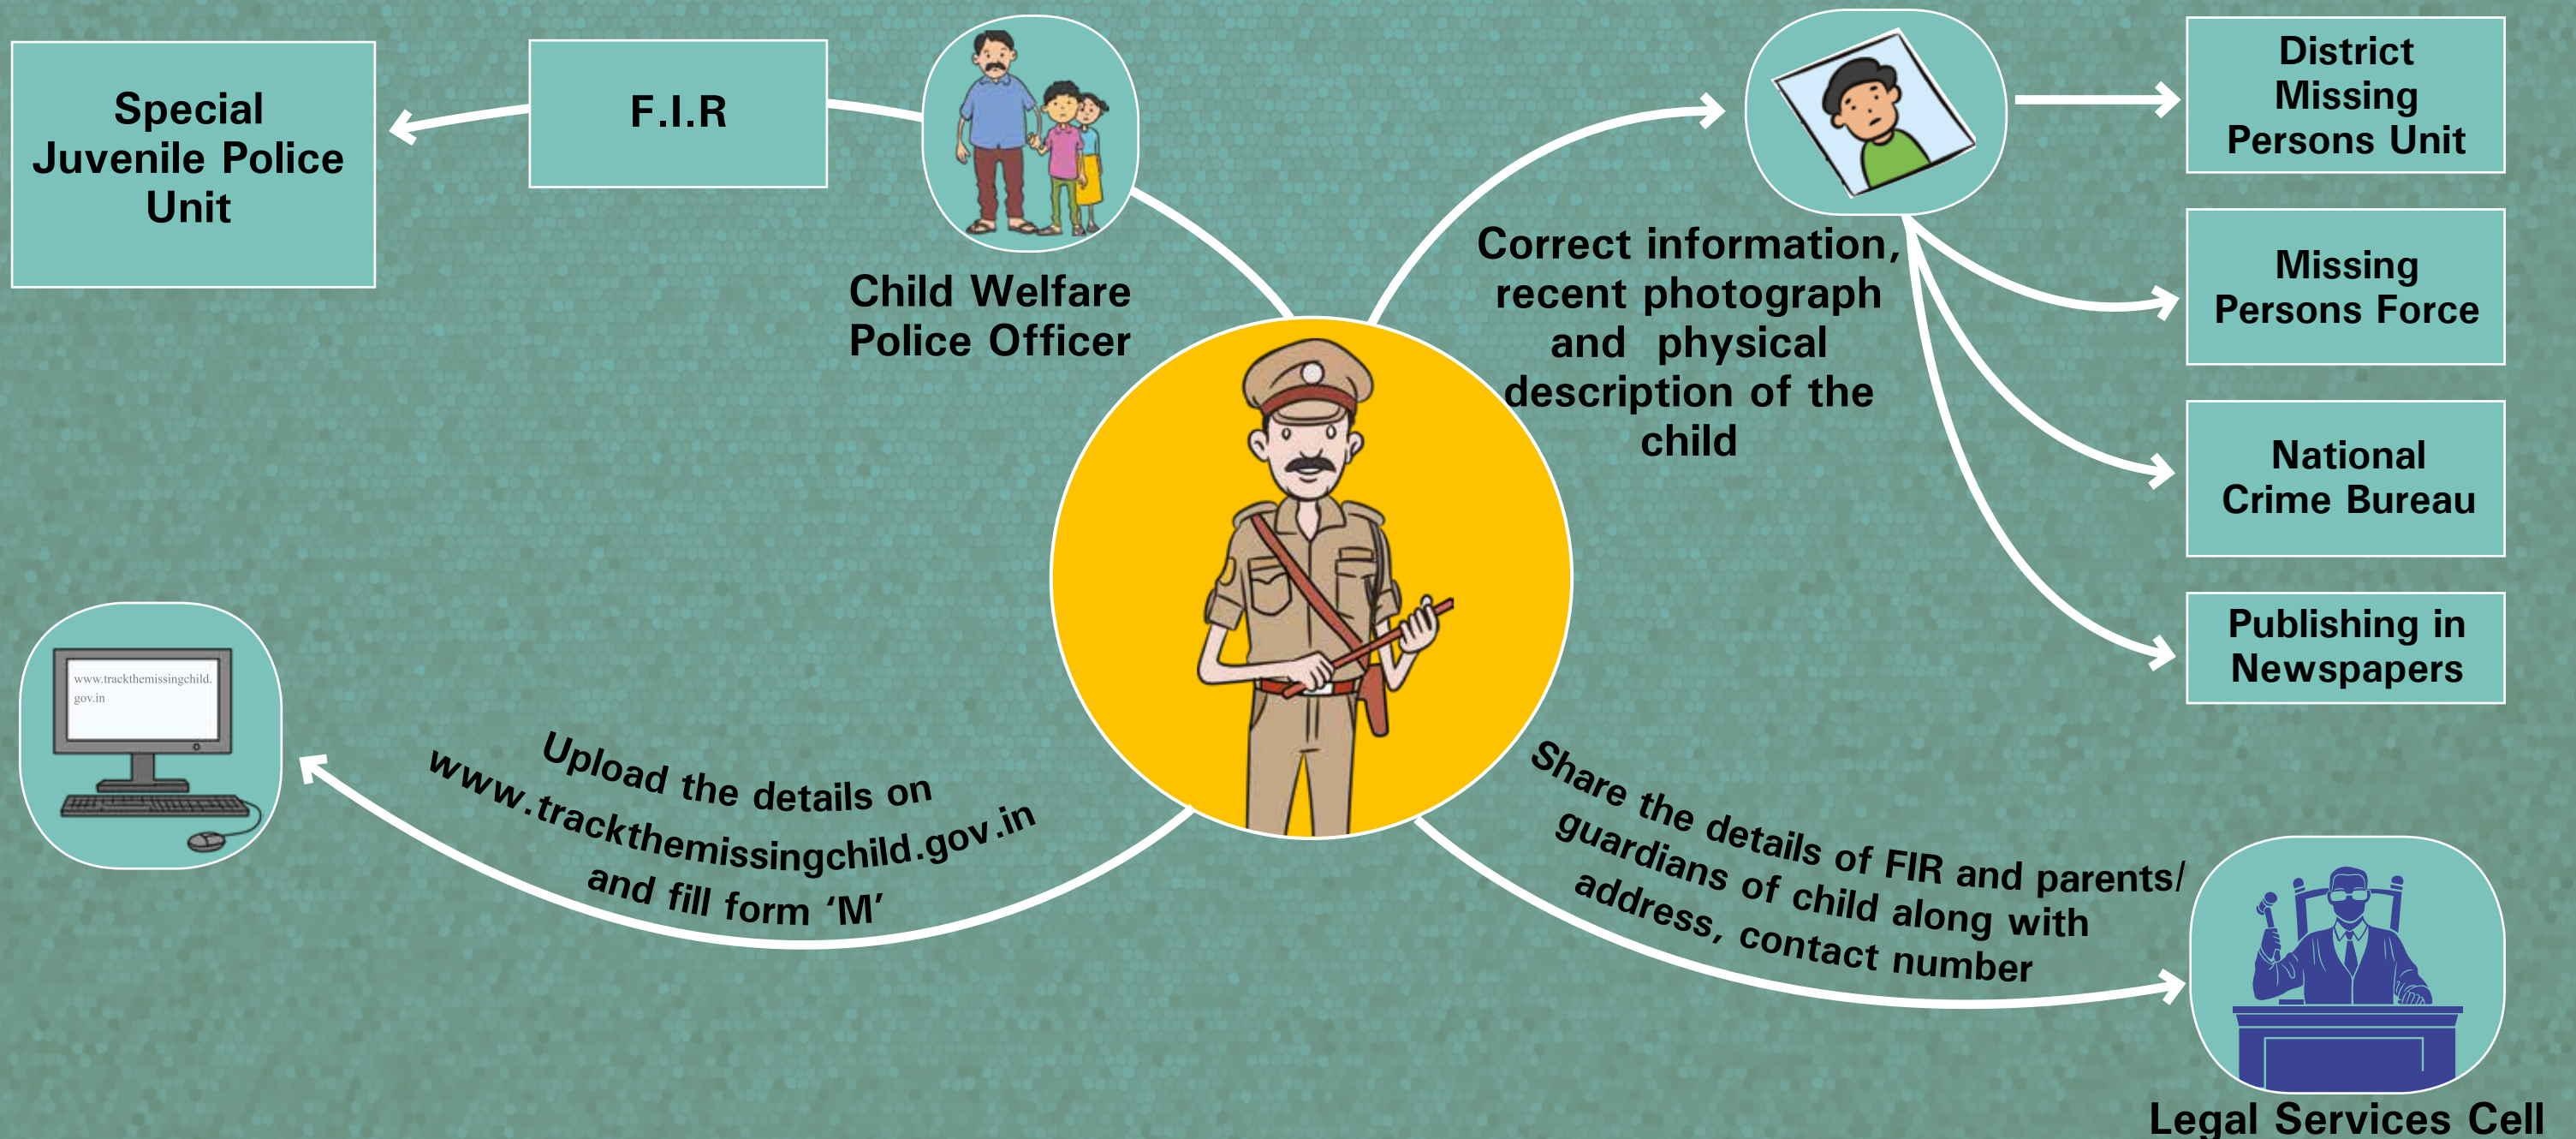 Special
Juvenile Police
Unit
F.I.R
Child Welfare
Police Officer
Correct information,
recent photograph
and physical
description of the
child
District
Missing
Persons Unit
Missing
Persons Force
National
Crime Bureau
Publishing in
Newspapers
www.trackthemissingchild.
gov.in
Upload the details on
www.trackthemissingchild.gov.in
and fill form ‘M’
Share the details of FIR and parents/
guardians of child along with
address, contact number
Legal Services Cell